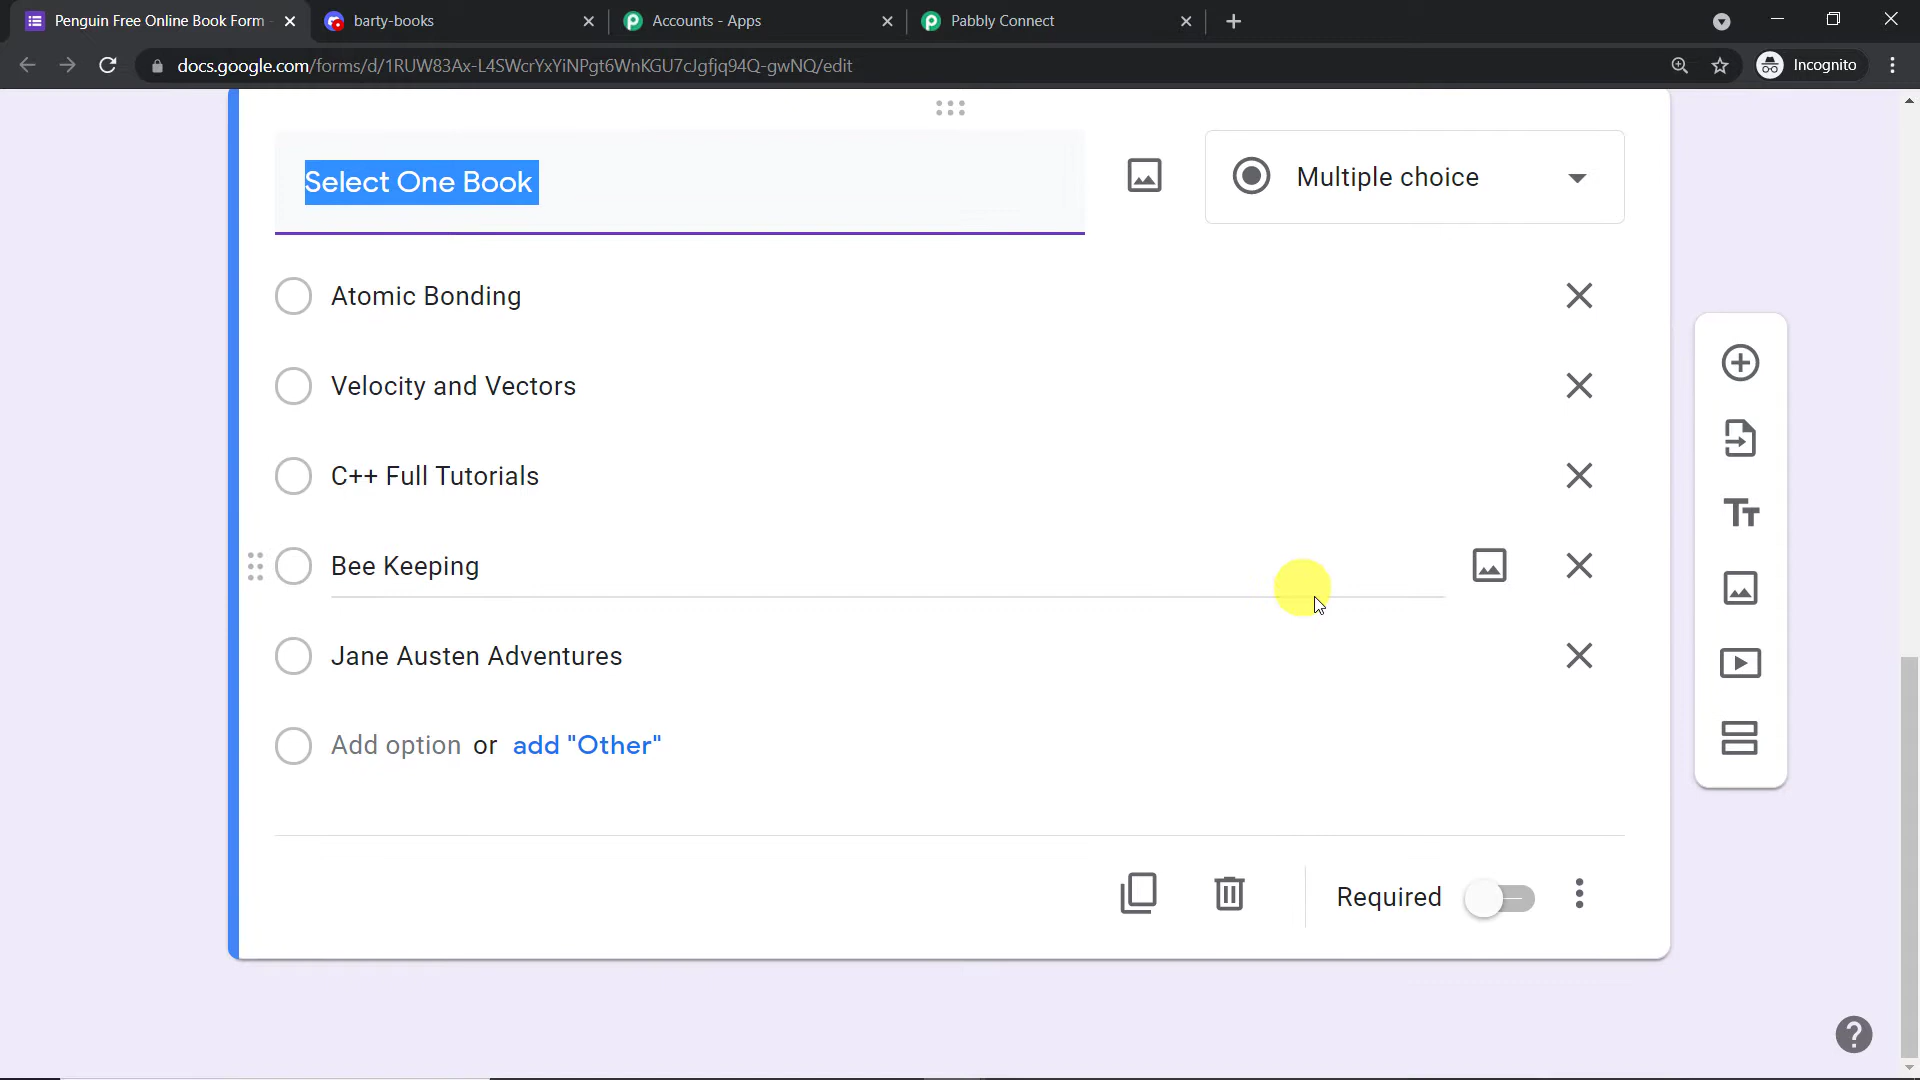 Penguin Free Online Book Form
barty-books
Accounts - Apps
Pabbly Connect
docs.google.com/forms/d/1RUW83Ax-L4SWcrYxYiNPgt6WnKGU7cJgfjq94Q-gwNQ/edit
Incognito
Select One Book
Multiple choice
Atomic Bonding
Velocity and Vectors
C++ Full Tutorials
Bee Keeping
Jane Austen Adventures
Add option or add "Other"
Required